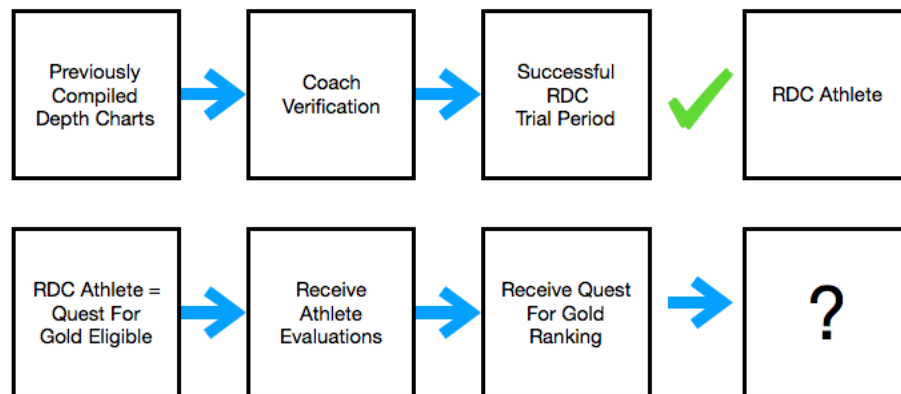 Previously
Compiled
Depth Charts
Coach
Verification
Successful
RDC
Trial Period
RDC Athlete
RDC Athlete =
Quest For
Gold Eligible
Receive
Athlete
Evaluations
Receive Quest
For Gold
Ranking
?